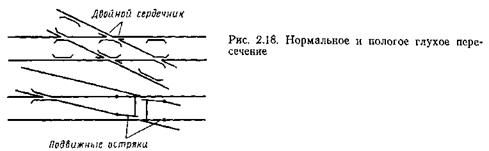 Двойной сердечник
Рис. 2.18. Нормальное и пологое глухое пере-
сечение
Подвижные остряки